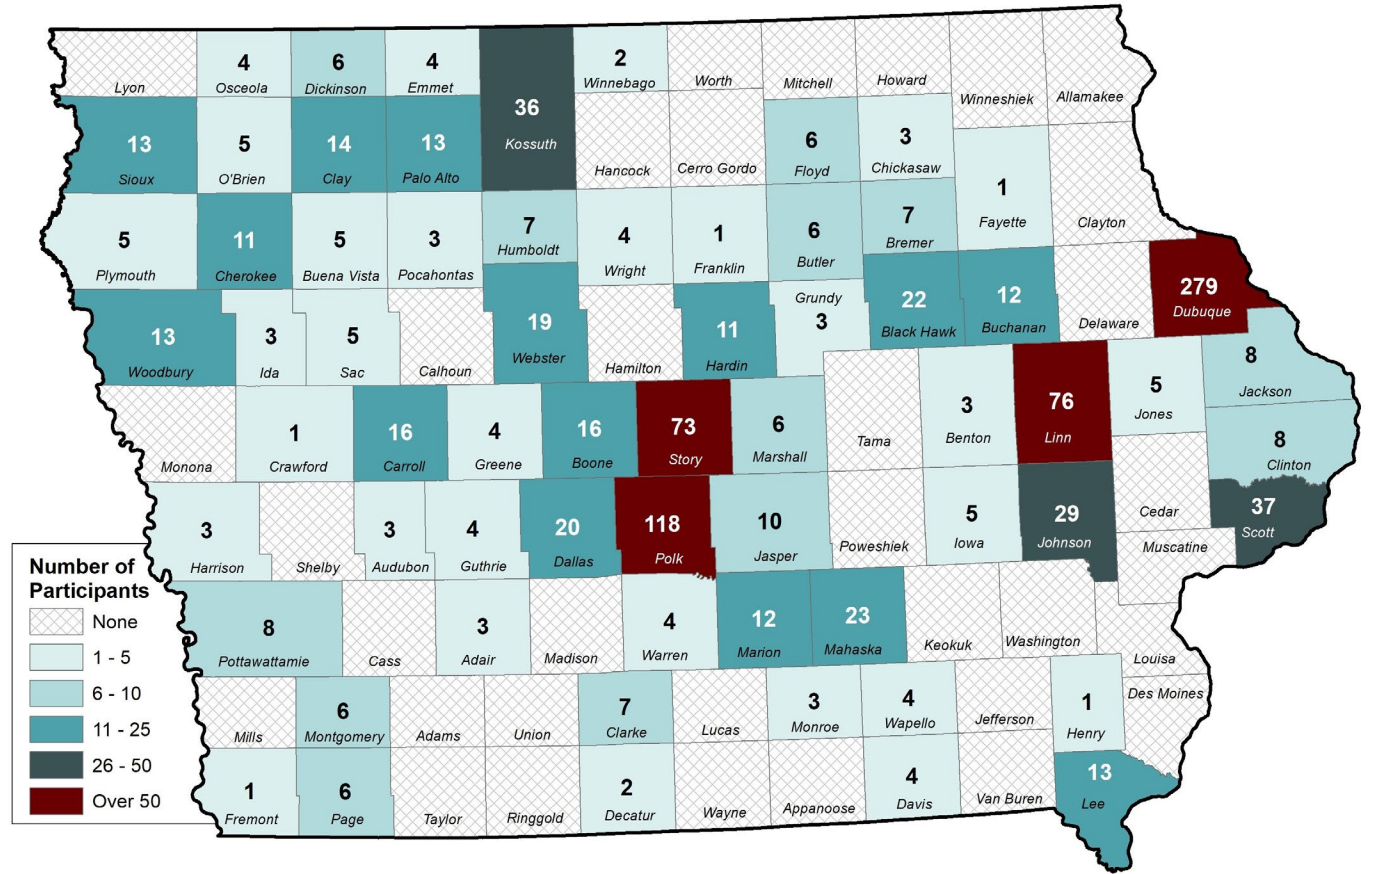 4
6
4
36
2
Lyon
Osceola
Dickinson
Emmet
Kossuth
Winnebago
Worth
Mitchell
Howard
Winneshiek
Allamakee
13
5
14
13
6
3
Sioux
O'Brien
Clay
Palo Alto
Hancock
Cerro Gordo
Floyd
Chickasaw
1
Fayette
Clayton
5
11
5
3
7
4
1
6
7
Plymouth
Cherokee
Buena Vista
Pocahontas
Humboldt
Wright
Franklin
Butler
Bremer
13
3
5
19
11
Grundy
3
22
12
279
Woodbury
Ida
Sac
Calhoun
Webster
Hamilton
Hardin
Black Hawk
Buchanan
Delaware
Dubuque
8
Jackson
1
16
4
16
73
6
3
76
5
Monona
Crawford
Carroll
Greene
Boone
Story
Marshall
Tama
Benton
Linn
Jones
8
Clinton
3
3
4
20
118
10
5
29
37
Harrison
Shelby
Audubon
Guthrie
Dallas
Polk
Jasper
Poweshiek
Iowa
Johnson
Cedar
Scott
Muscatine
8
3
4
12
23
Pottawattamie
Cass
Adair
Madison
Warren
Marion
Mahaska
Keokuk
Washington
Louisa
6
7
3
4
1
Mills
Montgomery
Adams
Union
Clarke
Lucas
Monroe
Wapello
Jefferson
Henry
Des Moines
1
6
2
4
13
Fremont
Page
Taylor
Ringgold
Decatur
Wayne
Appanoose
Davis
Van Buren
Lee
Number of
Participants
None
1 - 5
6 - 10
11 - 25
26 - 50
Over 50